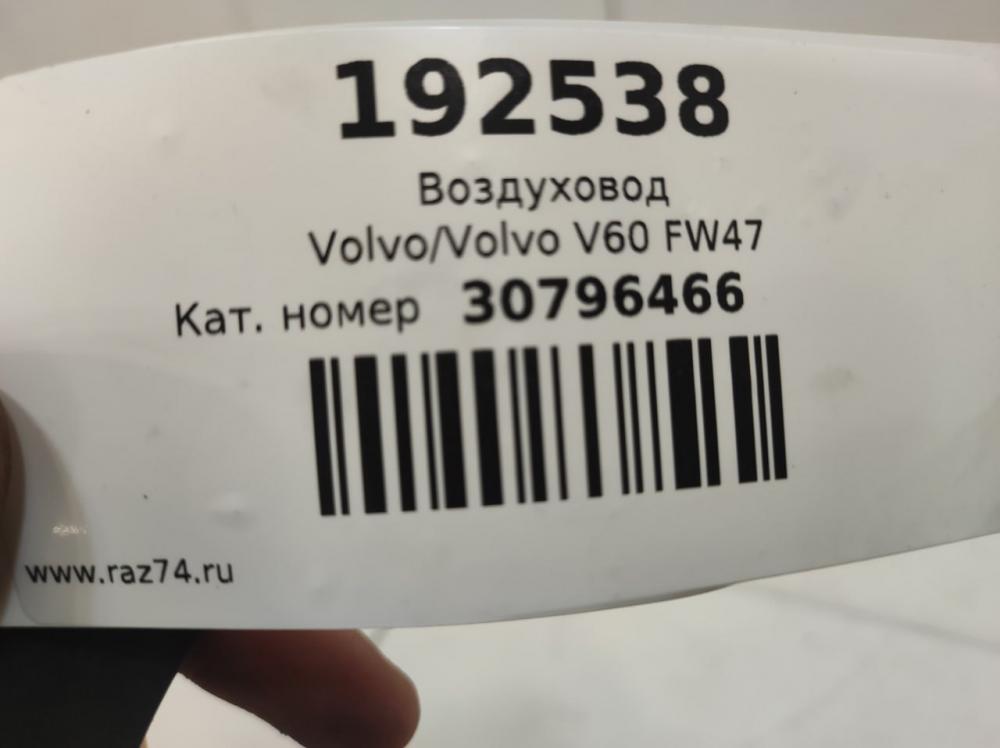 192538
Воздуховод
Volvo/Volvo V60 FW47
Кат. номер 30796466
www.raz74.ru